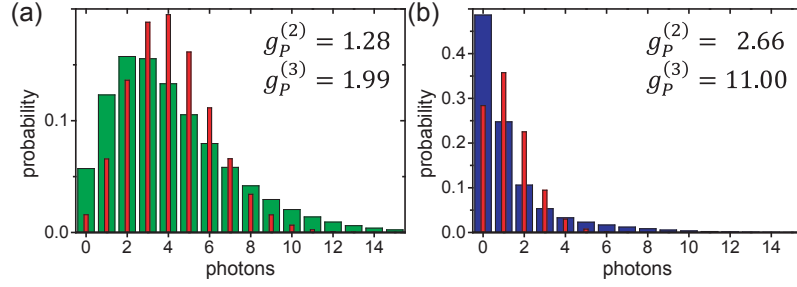 (a)
g_P^{(2)} = 1.28
g_P^{(3)} = 1.99
probability
0.1
0.0
0 2 4 6 8 10 12 14
photons
(b)
g_P^{(2)} = 2.66
g_P^{(3)} = 11.00
probability
0.4
0.3
0.2
0.1
0.0
0 2 4 6 8 10 12 14
photons